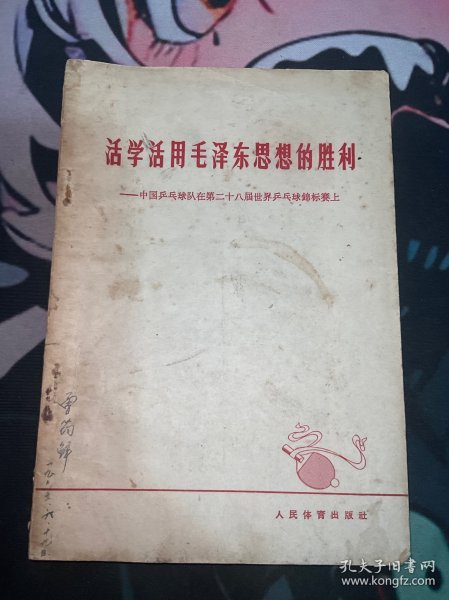 活学活用毛泽东思想的胜利
——中国乒乓球队在第二十八届世界乒乓球錦标赛上
人民体育出版社
孔夫子旧书网
www.kongfz.com